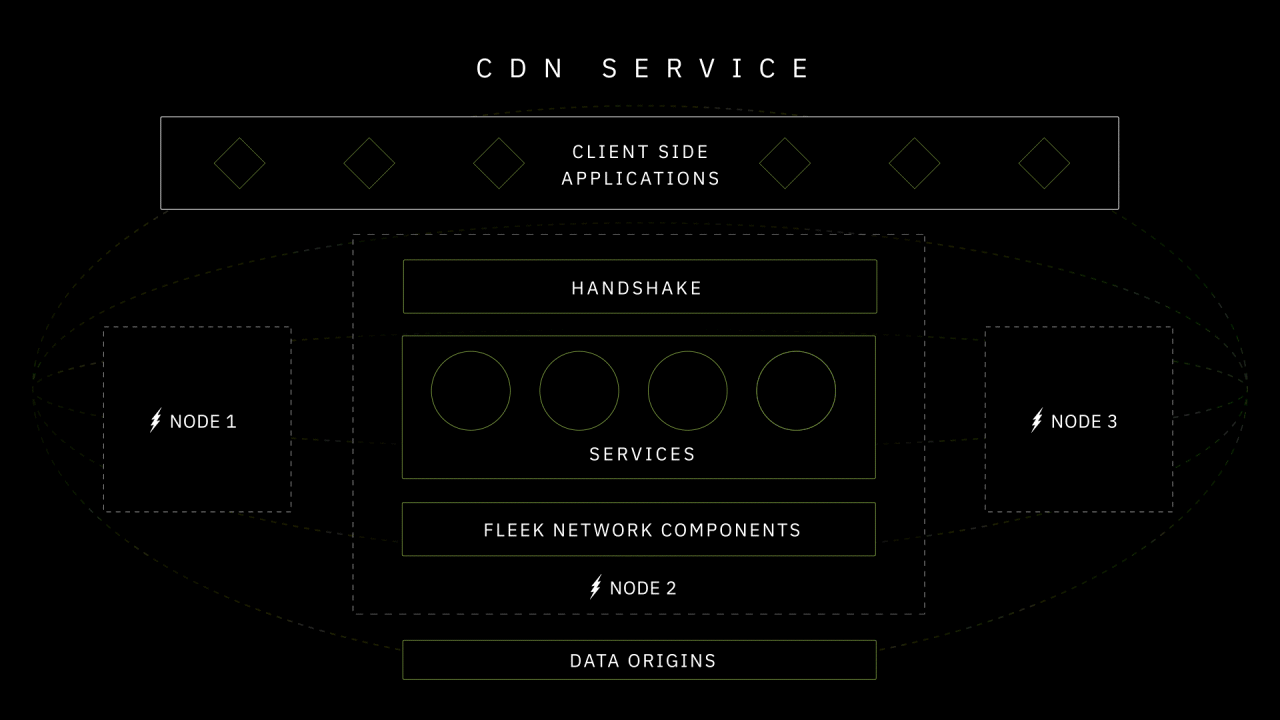 CDN SERVICE
CLIENT SIDE
APPLICATIONS
HANDSHAKE
NODE 1
SERVICES
NODE 3
FLEEK NETWORK COMPONENTS
NODE 2
DATA ORIGINS